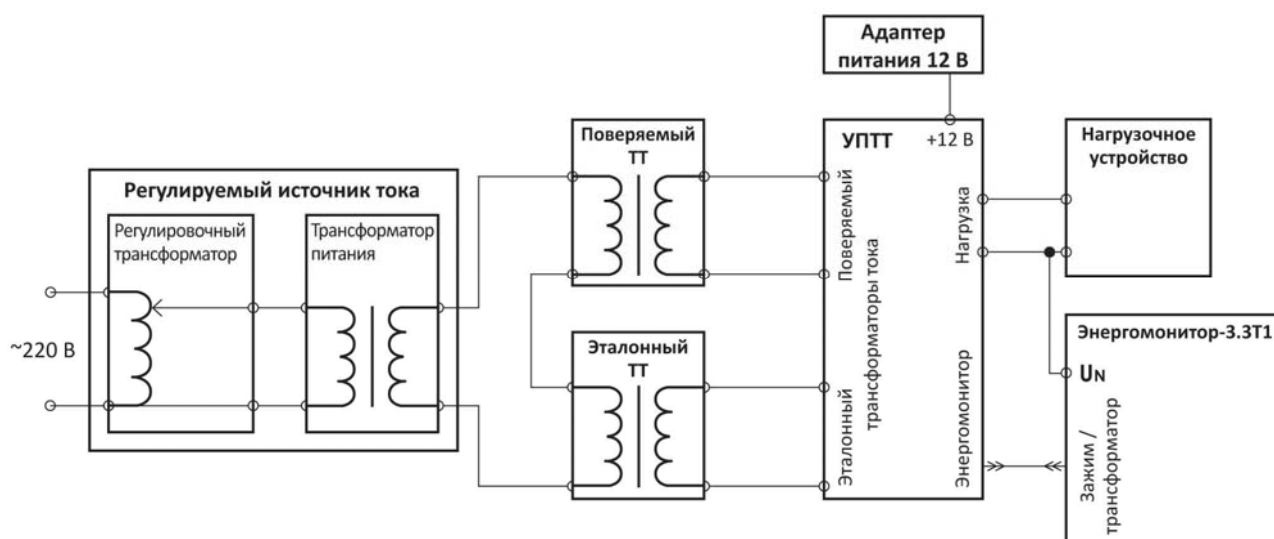 Адаптер
питания 12 В
Регулируемый источник тока
Регулировочный
трансформатор
Трансформатор
питания
~220 В
Поверяемый
ТТ
Эталонный
ТТ
УПТТ
+12 В
Поверяемый
Эталонный
трансформаторы тока
Нагрузка
Энергомонитор
Нагрузочное
устройство
Энергомонитор-3.3Т1
UN
Зажим /
трансформатор